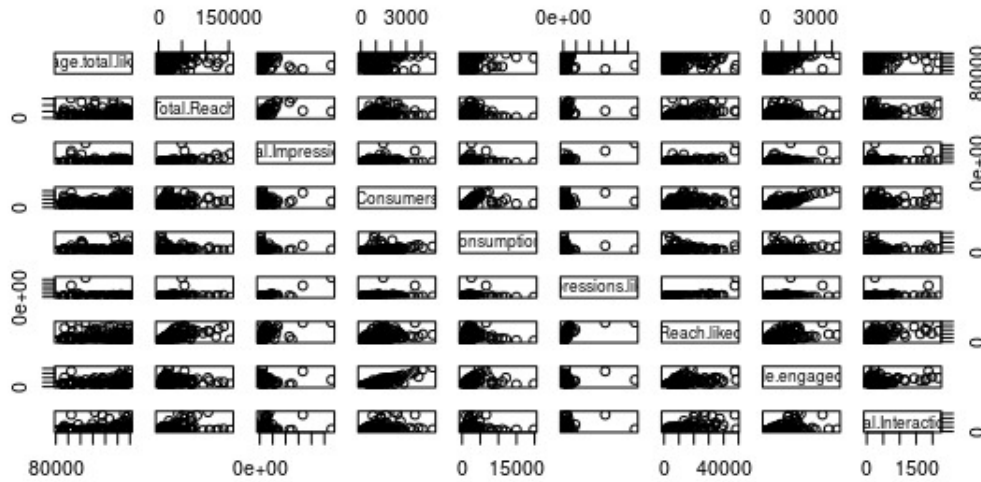 0 150000 0 3000 0e+00 0 3000
age.total.lik 80000
0 Total.Reach
al.Impressi 0e+00
0 Consumers
onsumptio 0
0e+00 ressions.lil
Reach.liked 0
0 e.engaged
al.Interactio 0
80000 0e+00 0 15000 0 40000 0 1500